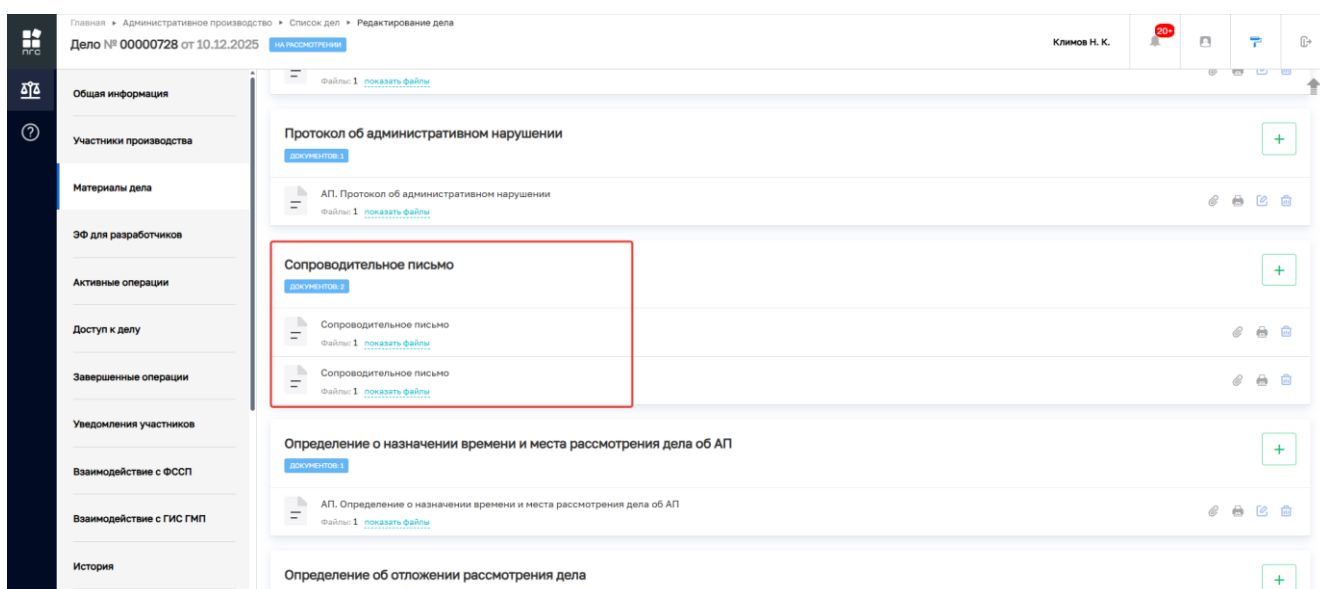 Главная ▸ Административное производство ▸ Список дел ▸ Редактирование дела
Дело № 00000728 от 10.12.2025 НА РАССМОТРЕНИИ
Климов Н. К.
20+
ПГС
Общая информация
Участники производства
Материалы дела
ЭФ для разработчиков
Активные операции
Доступ к делу
Завершенные операции
Уведомления участников
Взаимодействие с ФССП
Взаимодействие с ГИС ГМП
История
Файлы: 1 показать файлы
Протокол об административном нарушении
ДОКУМЕНТОВ: 1
АП. Протокол об административном нарушении
Файлы: 1 показать файлы
Сопроводительное письмо
ДОКУМЕНТОВ: 2
Сопроводительное письмо
Файлы: 1 показать файлы
Сопроводительное письмо
Файлы: 1 показать файлы
Определение о назначении времени и места рассмотрения дела об АП
ДОКУМЕНТОВ: 1
АП. Определение о назначении времени и места рассмотрения дела об АП
Файлы: 1 показать файлы
Определение об отложении рассмотрения дела